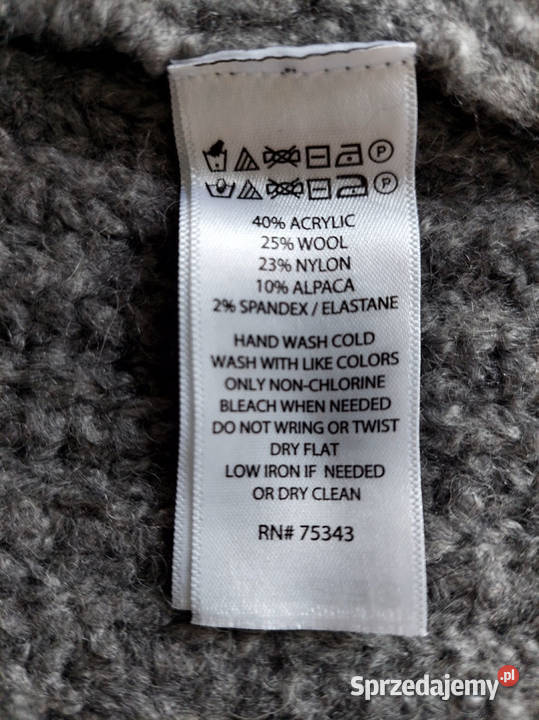 P
P
40% ACRYLIC
25% WOOL
23% NYLON
10% ALPACA
2% SPANDEX / ELASTANE
HAND WASH COLD
WASH WITH LIKE COLORS
ONLY NON-CHLORINE
BLEACH WHEN NEEDED
DO NOT WRING OR TWIST
DRY FLAT
LOW IRON IF NEEDED
OR DRY CLEAN
RN# 75343
Sprzedajemy.pl